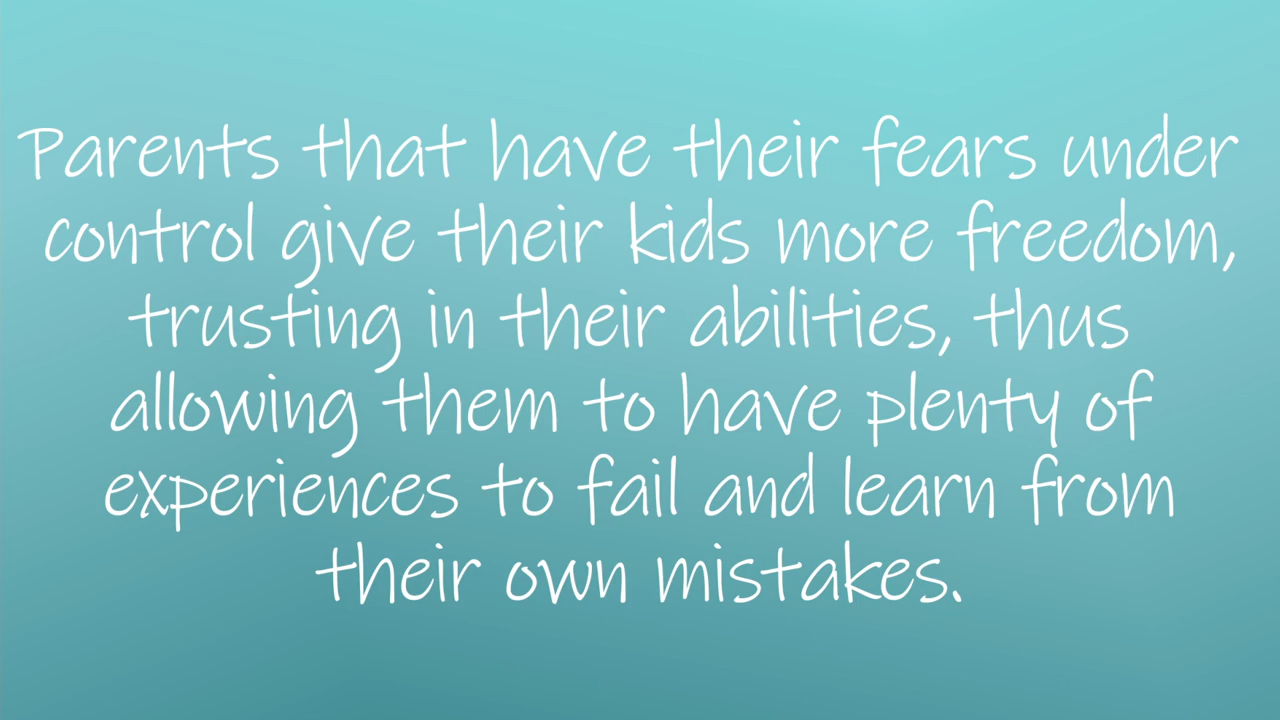 Parents that have their fears under
control give their kids more freedom,
trusting in their abilities, thus
allowing them to have plenty of
experiences to fail and learn from
their own mistakes.